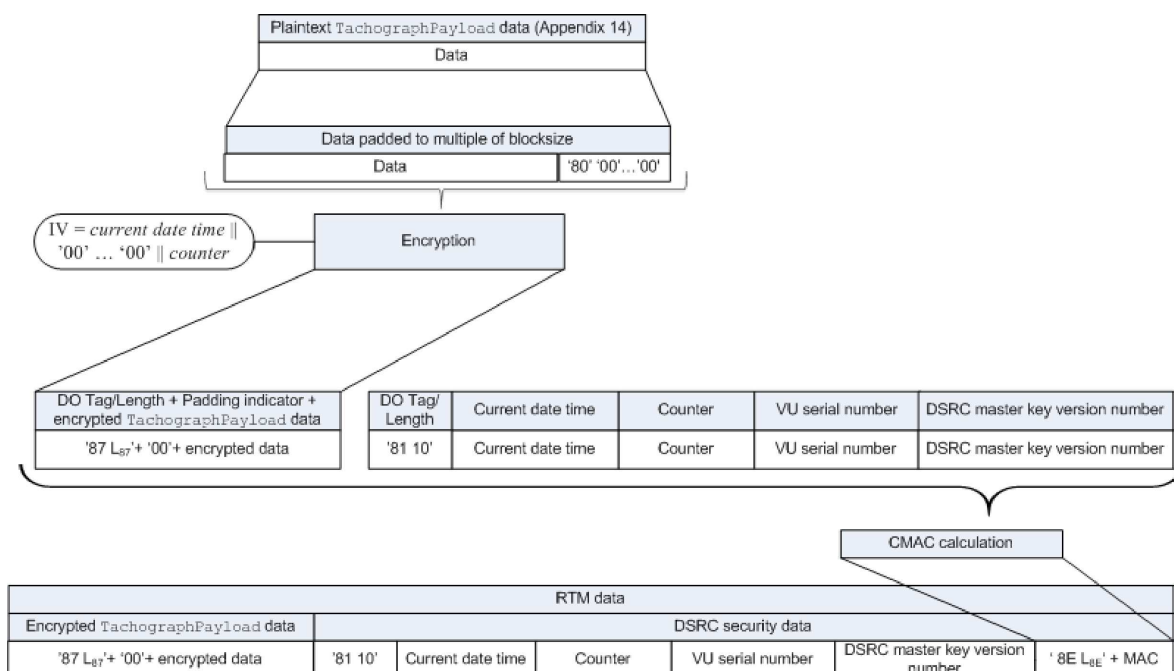 Plaintext TachographPayload data (Appendix 14)
Data
Data padded to multiple of blocksize
Data '80' '00'…'00'
IV = current date time ||
'00' … '00' || counter
Encryption
DO Tag/Length + Padding indicator +
encrypted TachographPayload data
DO Tag/
Length
Current date time Counter VU serial number DSRC master key version number
'87 L87'+ '00'+ encrypted data '81 10' Current date time Counter VU serial number DSRC master key version number
CMAC calculation
RTM data
Encrypted TachographPayload data DSRC security data
'87 L87'+ '00'+ encrypted data '81 10' Current date time Counter VU serial number DSRC master key version
number
' 8E L8E' + MAC